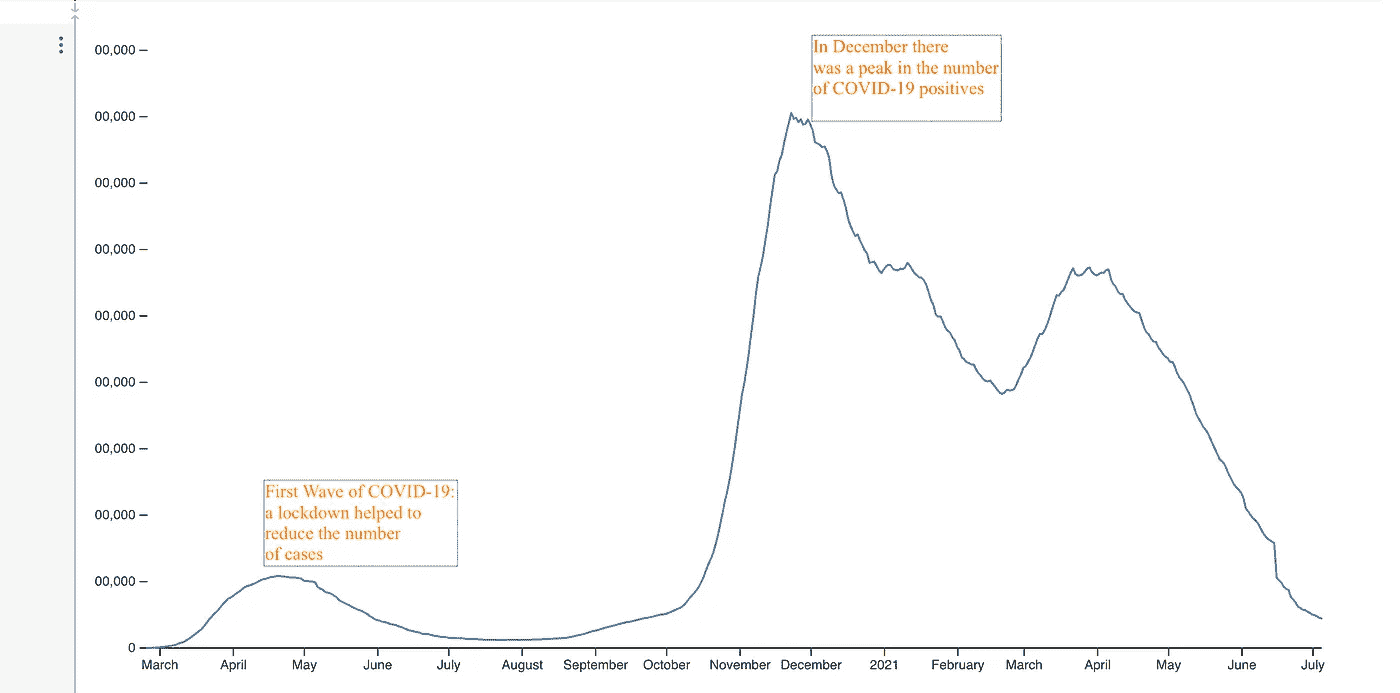 00,000
In December there
was a peak in the number
of COVID-19 positives
00,000
00,000
00,000
00,000
00,000
00,000
First Wave of COVID-19:
a lockdown helped to
reduce the number
of cases
00,000
00,000
0
March April May June July August September October November December 2021 February March April May June July